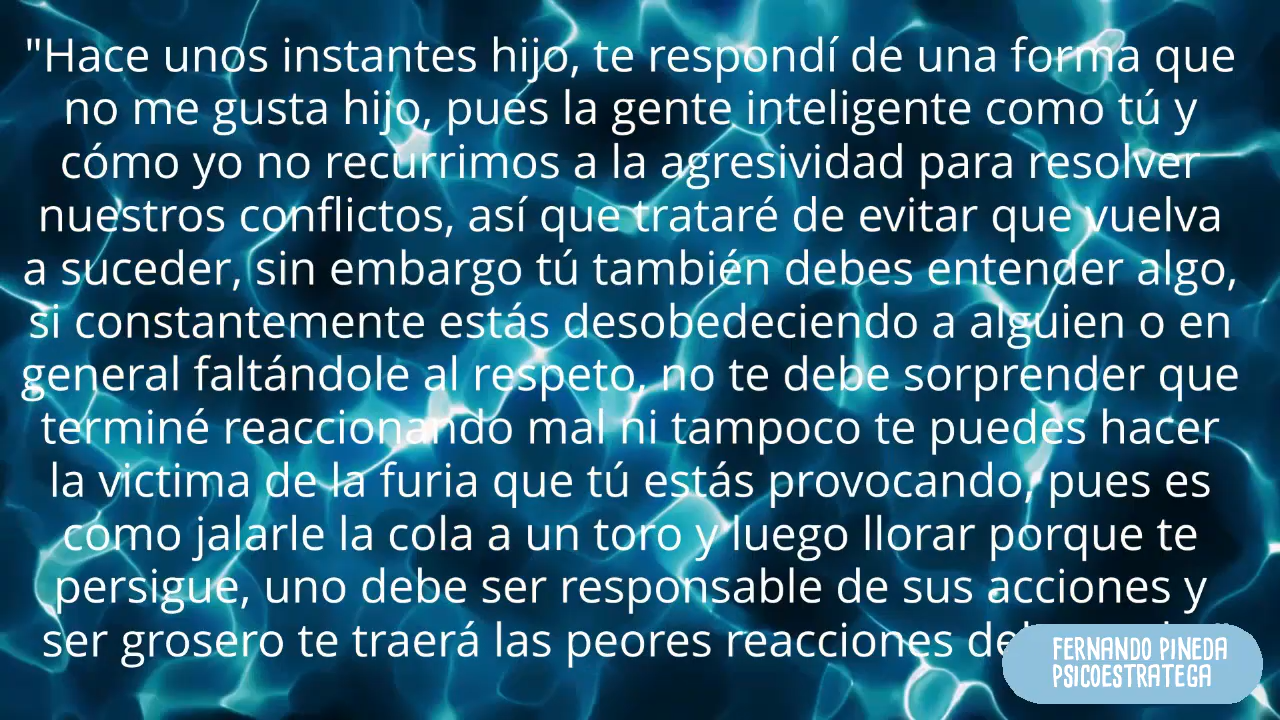 "Hace unos instantes hijo, te respondí de una forma que
no me gusta hijo, pues la gente inteligente como tú y
cómo yo no recurrimos a la agresividad para resolver
nuestros conflictos, así que trataré de evitar que vuelva
a suceder, sin embargo tú también debes entender algo,
si constantemente estás desobedeciendo a alguien o en
general faltándole al respeto, no te debe sorprender que
terminé reaccionando mal ni tampoco te puedes hacer
la victima de la furia que tú estás provocando, pues es
como jalarle la cola a un toro y luego llorar porque te
persigue, uno debe ser responsable de sus acciones y
ser grosero te traerá las peores reacciones
FERNANDO PINEDA
PSICOESTRATEGA